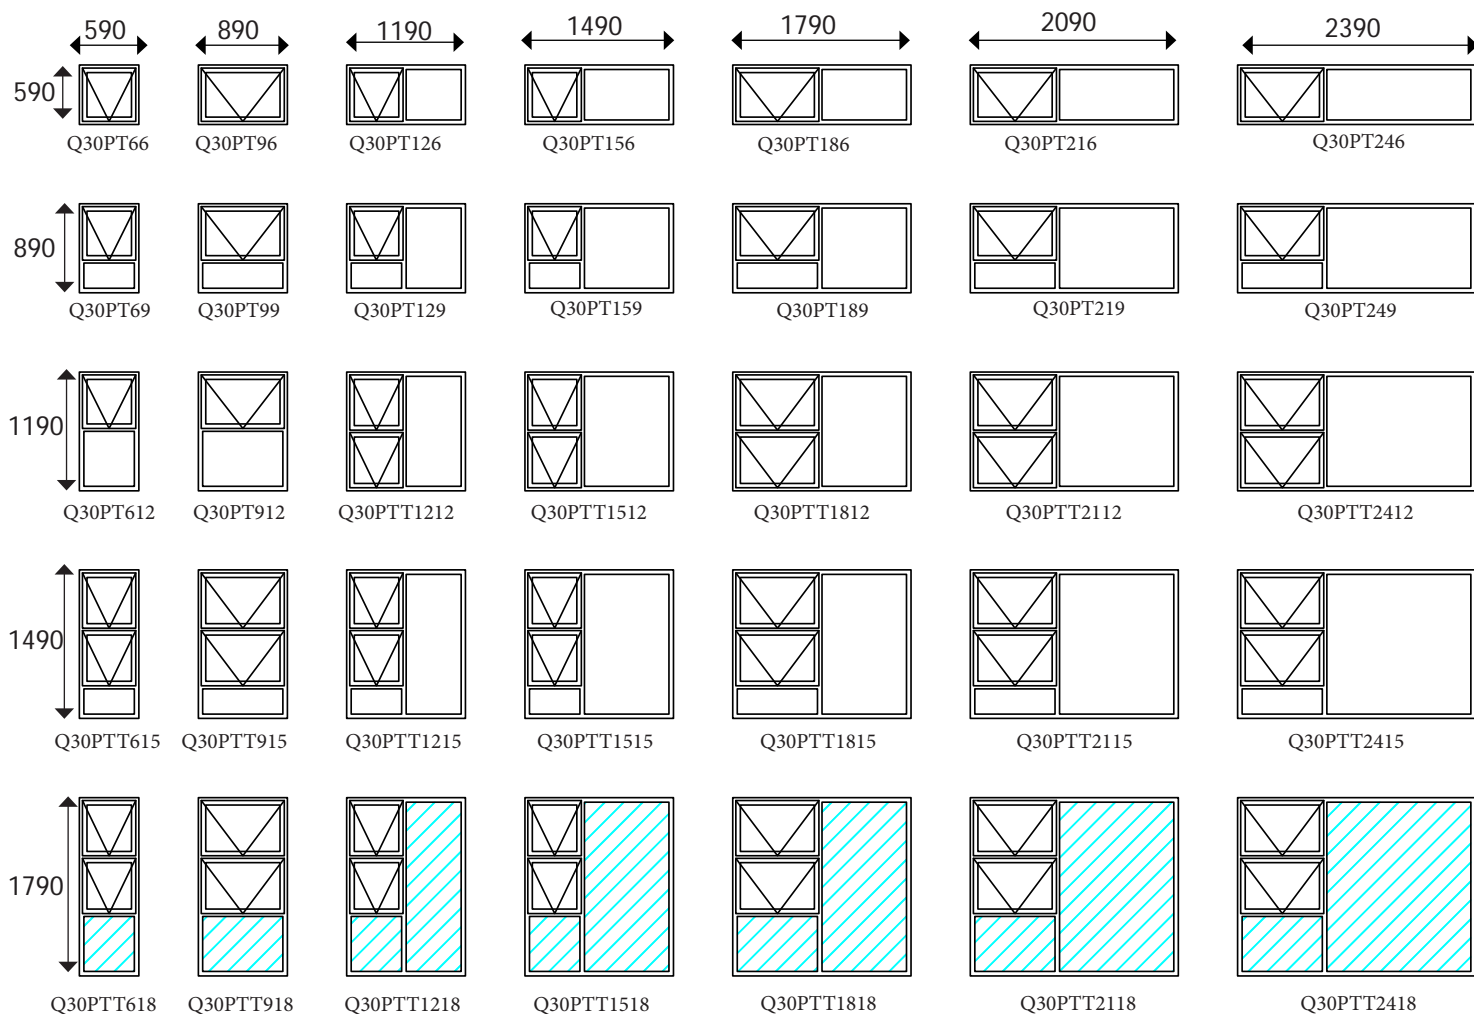 590 890 1190 1490 1790 2090 2390
590
Q30PT66 Q30PT96 Q30PT126 Q30PT156 Q30PT186 Q30PT216 Q30PT246
890
Q30PT69 Q30PT99 Q30PT129 Q30PT159 Q30PT189 Q30PT219 Q30PT249
1190
Q30PT612 Q30PT912 Q30PTT1212 Q30PTT1512 Q30PTT1812 Q30PTT2112 Q30PTT2412
1490
Q30PTT615 Q30PTT915 Q30PTT1215 Q30PTT1515 Q30PTT1815 Q30PTT2115 Q30PTT2415
1790
Q30PTT618 Q30PTT918 Q30PTT1218 Q30PTT1518 Q30PTT1818 Q30PTT2118 Q30PTT2418